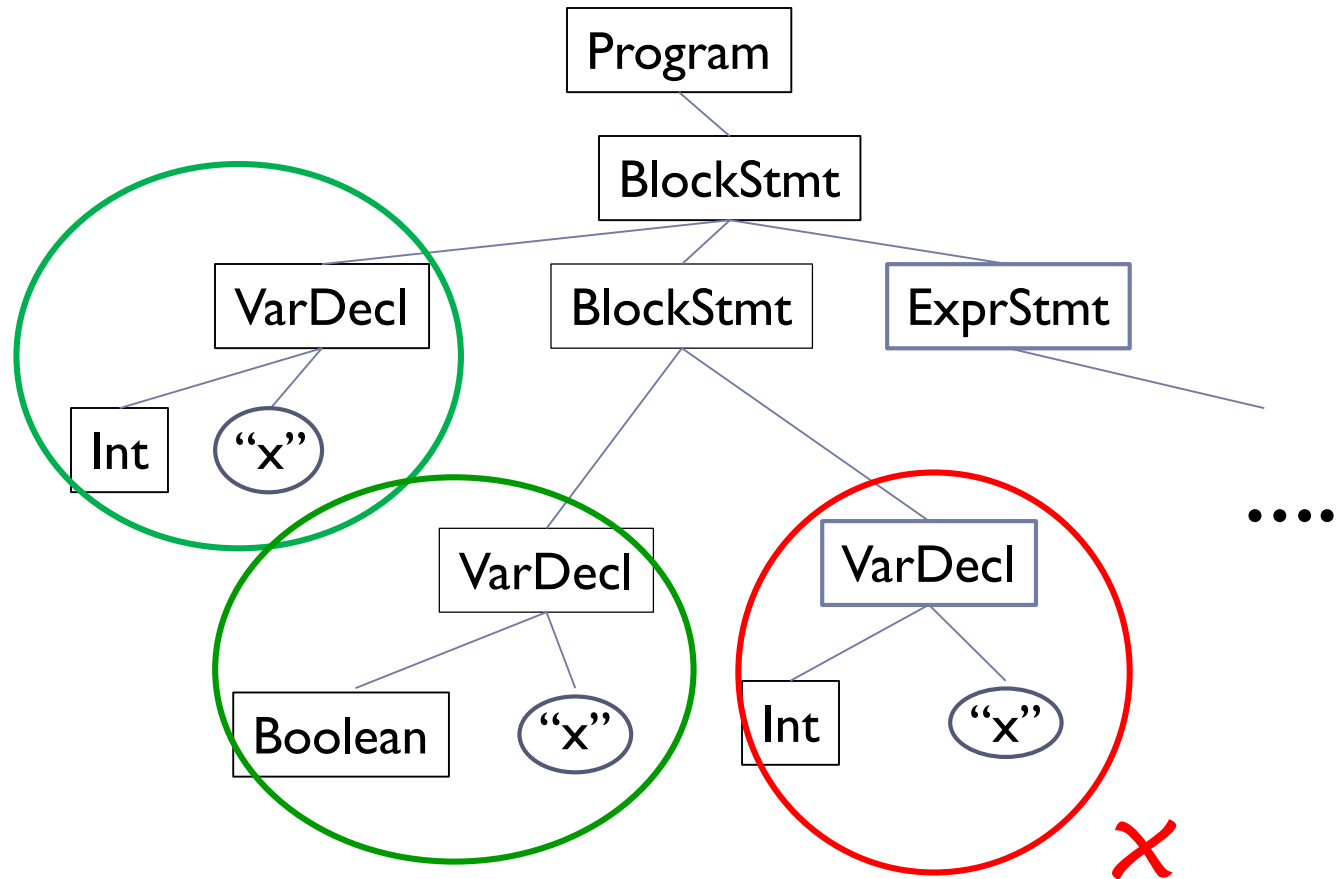 Program
BlockStmt
VarDecl
BlockStmt
ExprStmt
Int
“x”
....
VarDecl
VarDecl
Boolean
“x”
Int
“x”
x